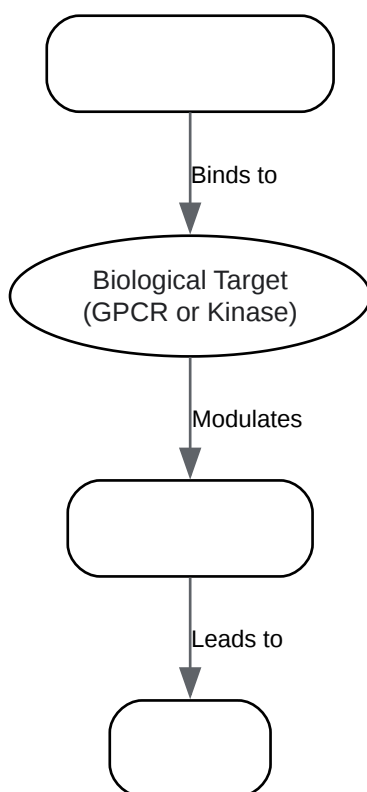 Binds to
Biological Target
(GPCR or Kinase)
Modulates
Leads to